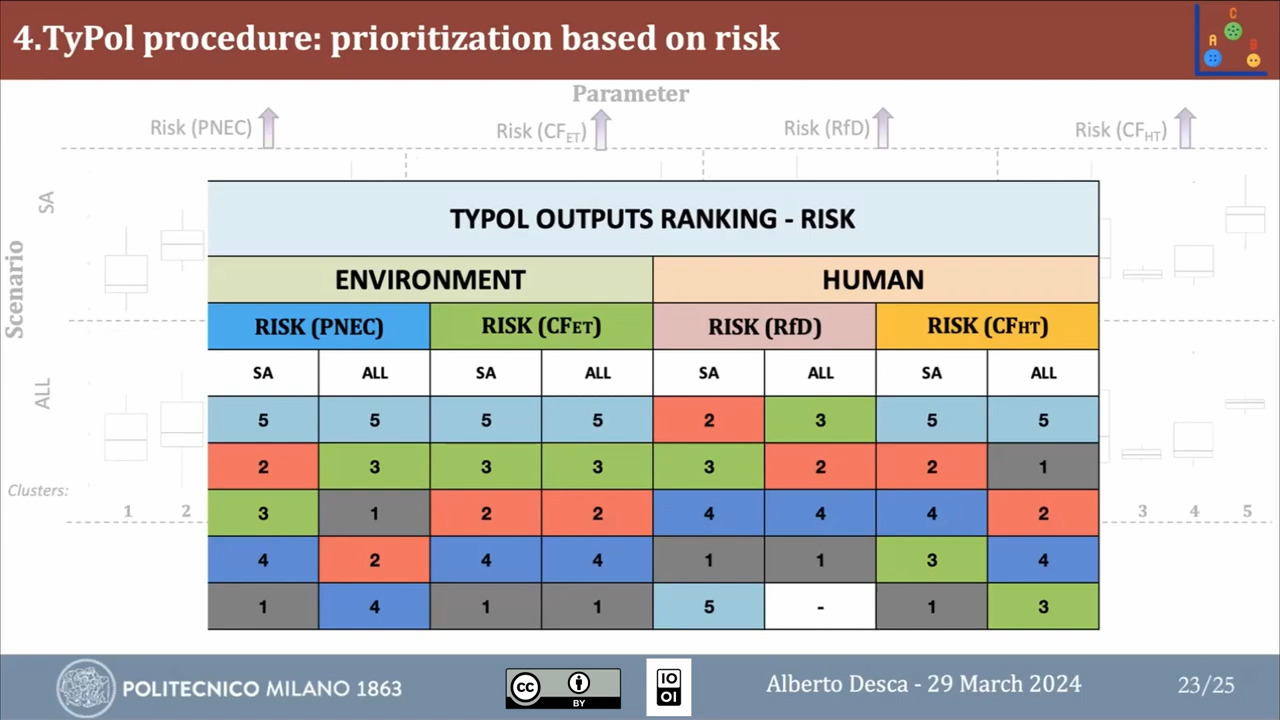 4.TyPol procedure: prioritization based on risk
C
A
B
Parameter
Risk (PNEC)
Risk (CFET)
Risk (RfD)
Risk (CFHT)
Scenario
SA
ALL
TYPOL OUTPUTS RANKING - RISK
ENVIRONMENT HUMAN
RISK (PNEC) RISK (CFET) RISK (RfD) RISK (CFHT)
SA ALL SA ALL SA ALL SA ALL
5 5 5 5 2 3 5 5
2 3 3 3 3 2 2 1
3 1 2 2 4 4 4 2
4 2 4 4 1 1 3 4
1 4 1 1 5 - 1 3
Clusters:
1 2 3 4 5
POLITECNICO MILANO 1863
cc
BY
IO
OI
Alberto Desca - 29 March 2024
23/25